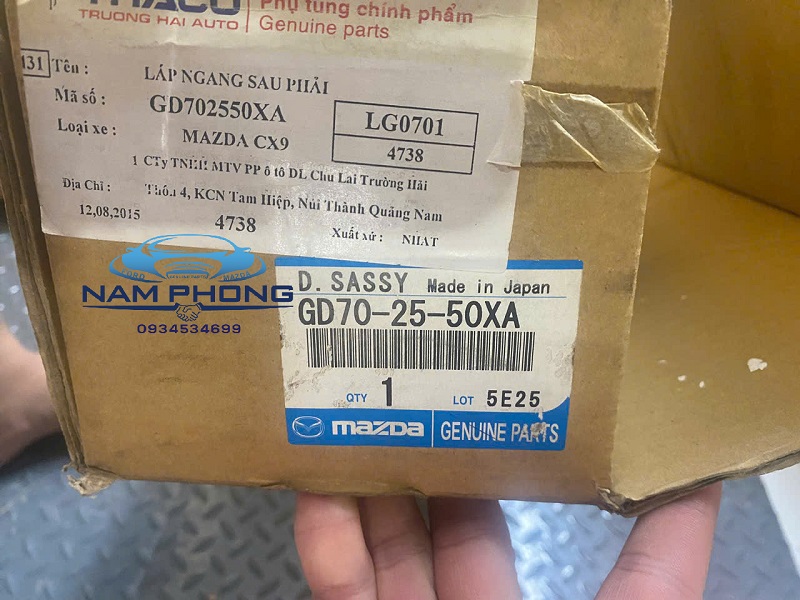 THACO
TRUONG HAI AUTO
Phụ tùng chính phẩm
Genuine parts
131 Tên : LÁP NGANG SAU PHẢI
Mã số : GD702550XA
Loại xe : MAZDA CX9
LG0701
4738
1 CTy TNHH MTV PP ô tô DL Chu Lai Trường Hải
Địa Chỉ : Thôn 4, KCN Tam Hiệp, Núi Thành Quảng Nam
12,08,2015 4738 Xuất xứ : NHAT
FORD MAZDA
NAM PHONG
0934534699
D. SASSY Made in Japan
GD70-25-50XA
QTY 1 LOT 5E25
mazda GENUINE PARTS